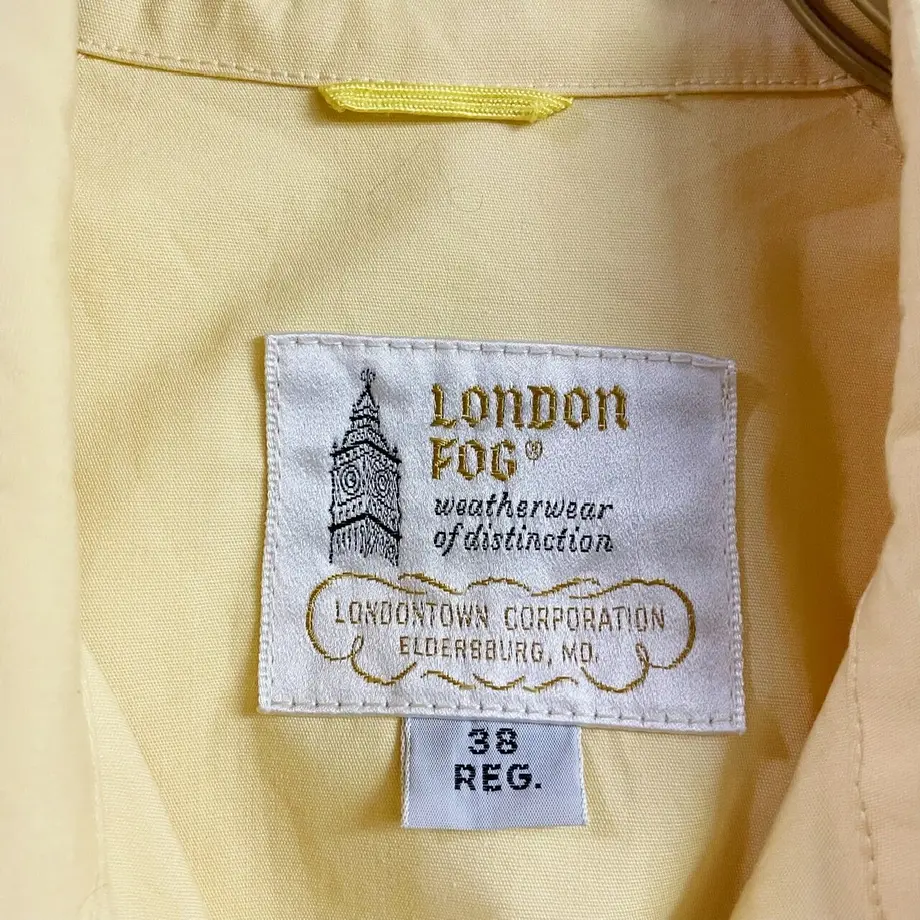 LONDON
FOG®
weatherwear
of distinction
LONDONTOWN CORPORATION
ELDERSBURG, MD.
38
REG.